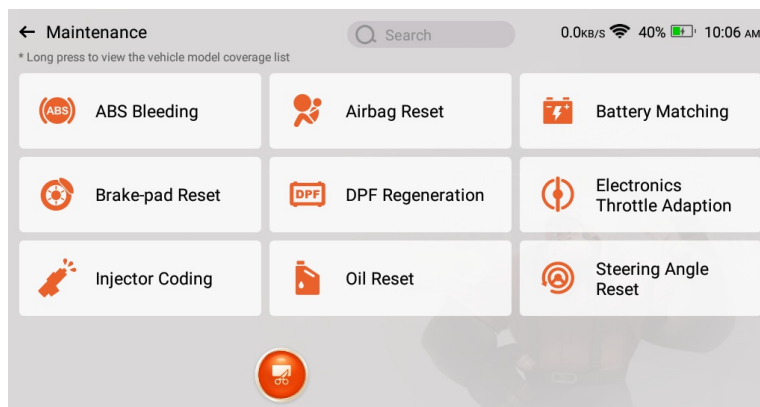 Maintenance
Search
0.0KB/S
40%
10:06 AM
* Long press to view the vehicle model coverage list
ABS
ABS Bleeding
Airbag Reset
Battery Matching
Brake-pad Reset
DPF
DPF Regeneration
Electronics
Throttle Adaption
Injector Coding
Oil Reset
Steering Angle
Reset